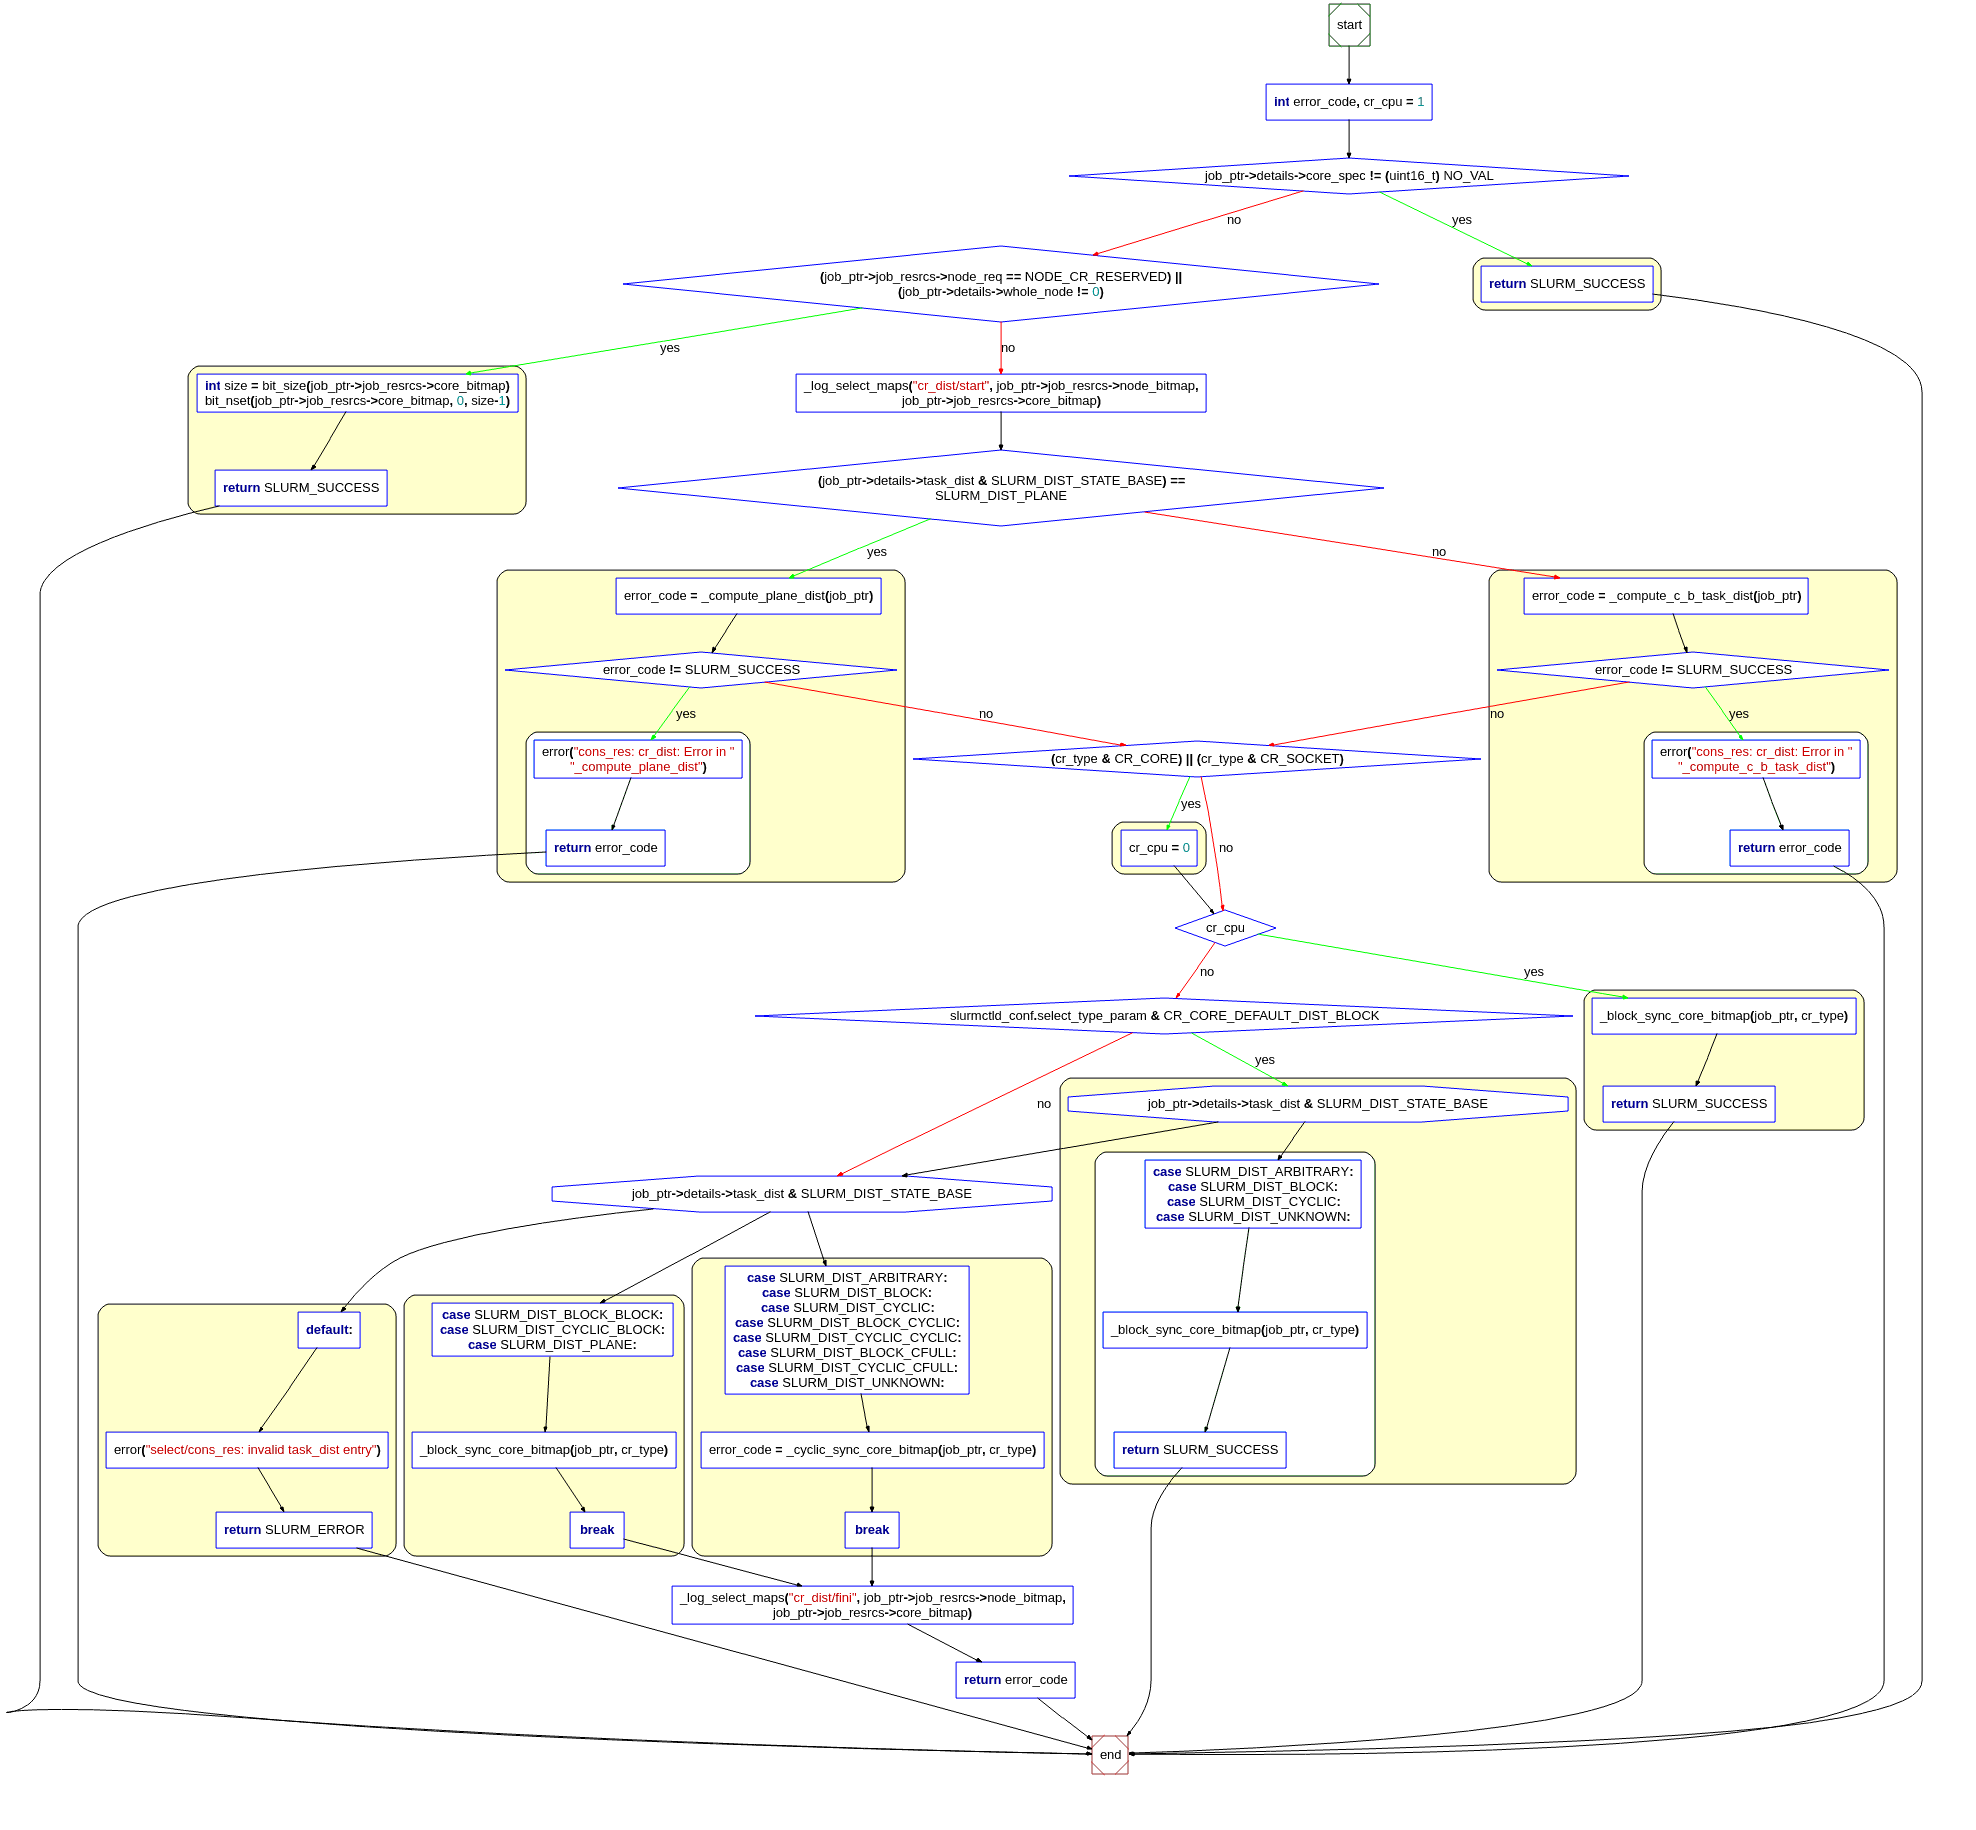 start
int error_code, cr_cpu = 1
job_ptr->details->core_spec != (uint16_t) NO_VAL
no
yes
(job_ptr->job_resrcs->node_req == NODE_CR_RESERVED) ||
(job_ptr->details->whole_node != 0)
return SLURM_SUCCESS
yes
no
int size = bit_size(job_ptr->job_resrcs->core_bitmap)
bit_nset(job_ptr->job_resrcs->core_bitmap, 0, size-1)
_log_select_maps("cr_dist/start", job_ptr->job_resrcs->node_bitmap,
job_ptr->job_resrcs->core_bitmap)
return SLURM_SUCCESS
(job_ptr->details->task_dist & SLURM_DIST_STATE_BASE) ==
SLURM_DIST_PLANE
yes
no
error_code = _compute_plane_dist(job_ptr)
error_code = _compute_c_b_task_dist(job_ptr)
error_code != SLURM_SUCCESS
error_code != SLURM_SUCCESS
yes
no
no
yes
error("cons_res: cr_dist: Error in "
"_compute_plane_dist")
(cr_type & CR_CORE) || (cr_type & CR_SOCKET)
error("cons_res: cr_dist: Error in "
"_compute_c_b_task_dist")
yes
no
return error_code
cr_cpu = 0
return error_code
cr_cpu
no
yes
slurmctld_conf.select_type_param & CR_CORE_DEFAULT_DIST_BLOCK
_block_sync_core_bitmap(job_ptr, cr_type)
yes
no
job_ptr->details->task_dist & SLURM_DIST_STATE_BASE
return SLURM_SUCCESS
job_ptr->details->task_dist & SLURM_DIST_STATE_BASE
case SLURM_DIST_ARBITRARY:
case SLURM_DIST_BLOCK:
case SLURM_DIST_CYCLIC:
case SLURM_DIST_UNKNOWN:
default:
case SLURM_DIST_BLOCK_BLOCK:
case SLURM_DIST_CYCLIC_BLOCK:
case SLURM_DIST_PLANE:
case SLURM_DIST_ARBITRARY:
case SLURM_DIST_BLOCK:
case SLURM_DIST_CYCLIC:
case SLURM_DIST_BLOCK_CYCLIC:
case SLURM_DIST_CYCLIC_CYCLIC:
case SLURM_DIST_BLOCK_CFULL:
case SLURM_DIST_CYCLIC_CFULL:
case SLURM_DIST_UNKNOWN:
_block_sync_core_bitmap(job_ptr, cr_type)
error("select/cons_res: invalid task_dist entry")
_block_sync_core_bitmap(job_ptr, cr_type)
error_code = _cyclic_sync_core_bitmap(job_ptr, cr_type)
return SLURM_SUCCESS
return SLURM_ERROR
break
break
_log_select_maps("cr_dist/fini", job_ptr->job_resrcs->node_bitmap,
job_ptr->job_resrcs->core_bitmap)
return error_code
end